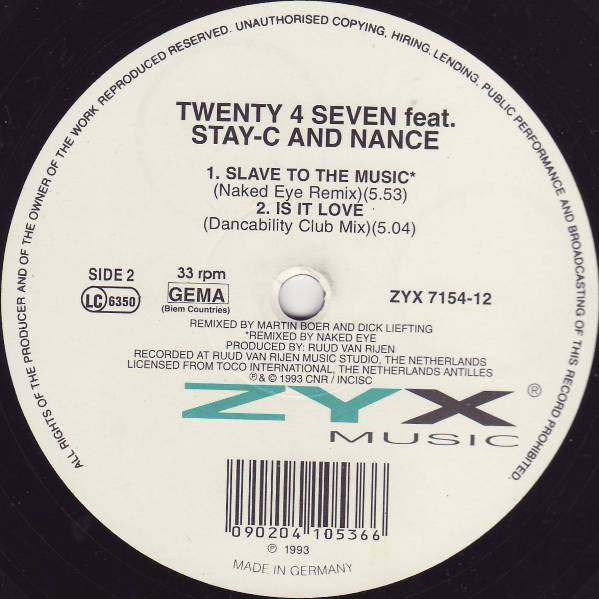 ALL RIGHTS OF THE PRODUCER AND OF THE OWNER OF THE WORK REPRODUCED RESERVED. UNAUTHORISED COPYING, HIRING, LENDING, PUBLIC PERFORMANCE AND BROADCASTING OF THIS RECORD PROHIBITED.
TWENTY 4 SEVEN feat.
STAY-C AND NANCE
1. SLAVE TO THE MUSIC*
(Naked Eye Remix)(5.53)
2. IS IT LOVE
(Dancability Club Mix)(5.04)
SIDE 2
33 rpm
LC 6350
GEMA
(Biem Countries)
ZYX 7154-12
REMIXED BY MARTIN BOER AND DICK LIEFTING
*REMIXED BY NAKED EYE
PRODUCED BY: RUUD VAN RIJEN
RECORDED AT RUUD VAN RIJEN MUSIC STUDIO, THE NETHERLANDS
LICENSED FROM TOCO INTERNATIONAL, THE NETHERLANDS ANTILLES
℗ & © 1993 CNR / INCISC
ZYX ®
MUSIC
090204 105366
℗ 1993
MADE IN GERMANY